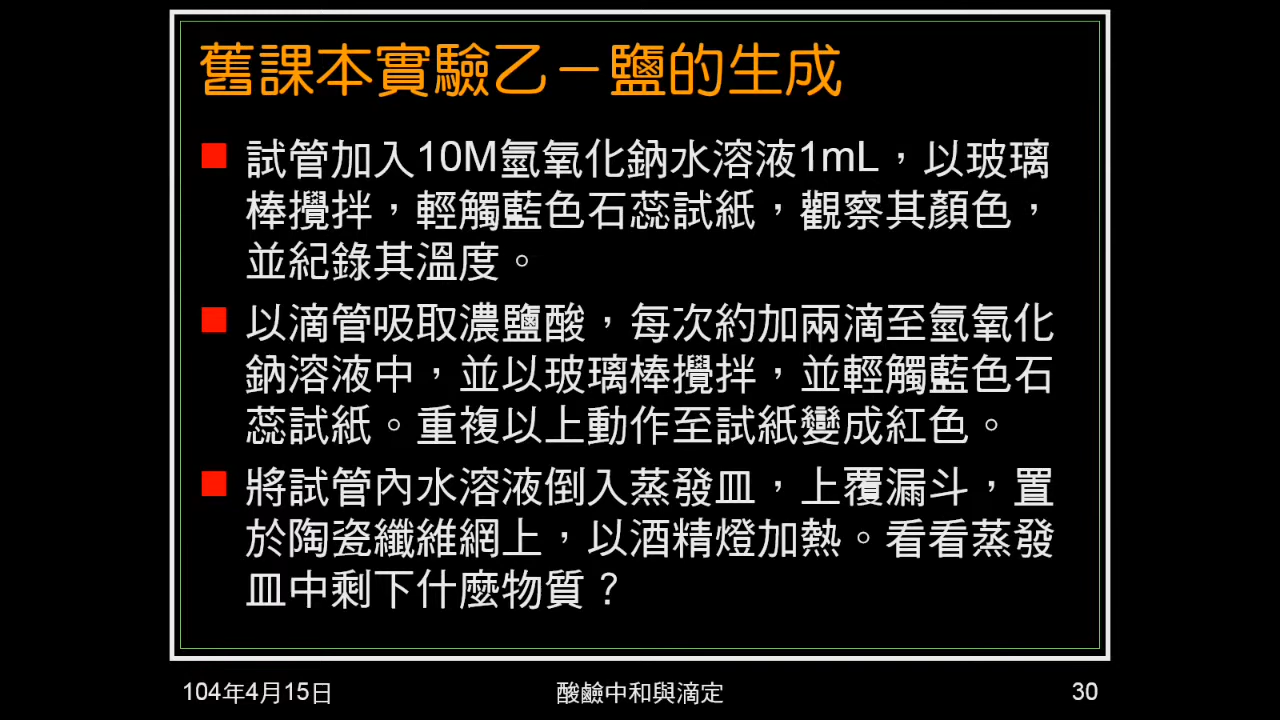 舊課本實驗乙－鹽的生成
試管加入10M氫氧化鈉水溶液1mL，以玻璃
棒攪拌，輕觸藍色石蕊試紙，觀察其顏色，
並紀錄其溫度。
以滴管吸取濃鹽酸，每次約加兩滴至氫氧化
鈉溶液中，並以玻璃棒攪拌，並輕觸藍色石
蕊試紙。重複以上動作至試紙變成紅色。
將試管內水溶液倒入蒸發皿，上覆漏斗，置
於陶瓷纖維網上，以酒精燈加熱。看看蒸發
皿中剩下什麼物質？
104年4月15日
酸鹼中和與滴定
30